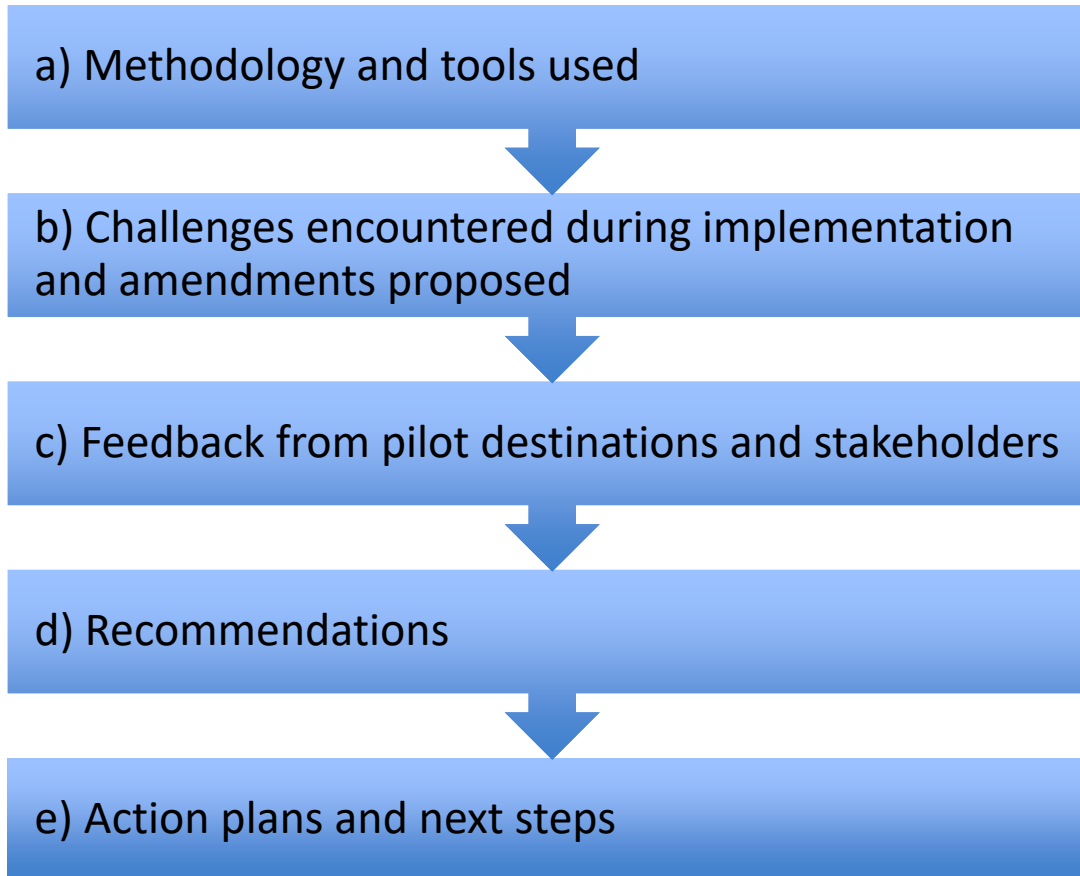 a) Methodology and tools used
b) Challenges encountered during implementation
and amendments proposed
c) Feedback from pilot destinations and stakeholders
d) Recommendations
e) Action plans and next steps